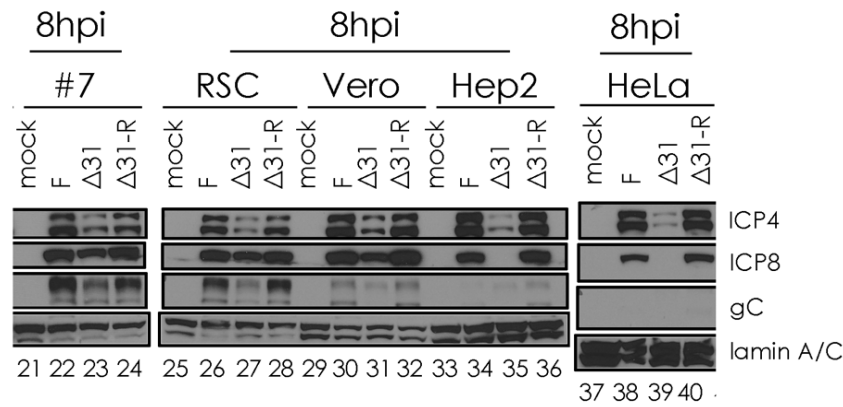 8hpi 8hpi 8hpi
#7 RSC Vero Hep2 HeLa
mock F Δ31 Δ31-R mock F Δ31 Δ31-R F Δ31 Δ31-R mock F Δ31 Δ31-R mock F Δ31 Δ31-R
ICP4
ICP8
gC
lamin A/C
21 22 23 24 25 26 27 28 29 30 31 32 33 34 35 36
37 38 39 40